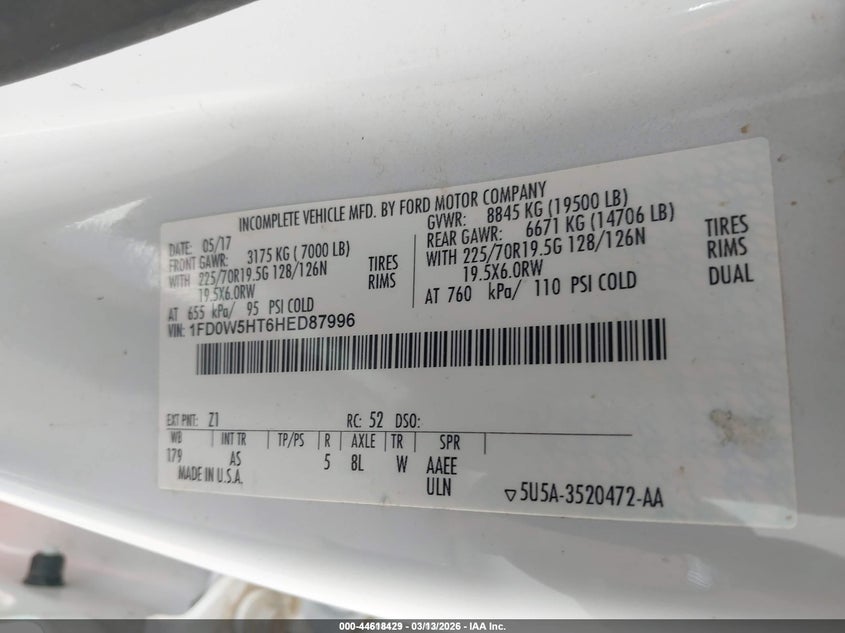 INCOMPLETE VEHICLE MFD. BY FORD MOTOR COMPANY
DATE: 05/17
GVWR: 8845 KG (19500 LB)
FRONT GAWR: 3175 KG (7000 LB)
REAR GAWR: 6671 KG (14706 LB)
WITH 225/70R19.5G 128/126N TIRES
WITH 225/70R19.5G 128/126N TIRES
19.5X6.0RW RIMS
19.5X6.0RW RIMS
AT 655 kPa/ 95 PSI COLD
AT 760 kPa/ 110 PSI COLD DUAL
VIN: 1FD0W5HT6HED87996
EXT PNT: Z1 RC: 52 DSO:
WB INT TR TP/PS R AXLE TR SPR
179 AS 5 8L W AAEE
MADE IN U.S.A. ULN
▽5U5A-3520472-AA
000-44618429 - 03/13/2026 - IAA Inc.